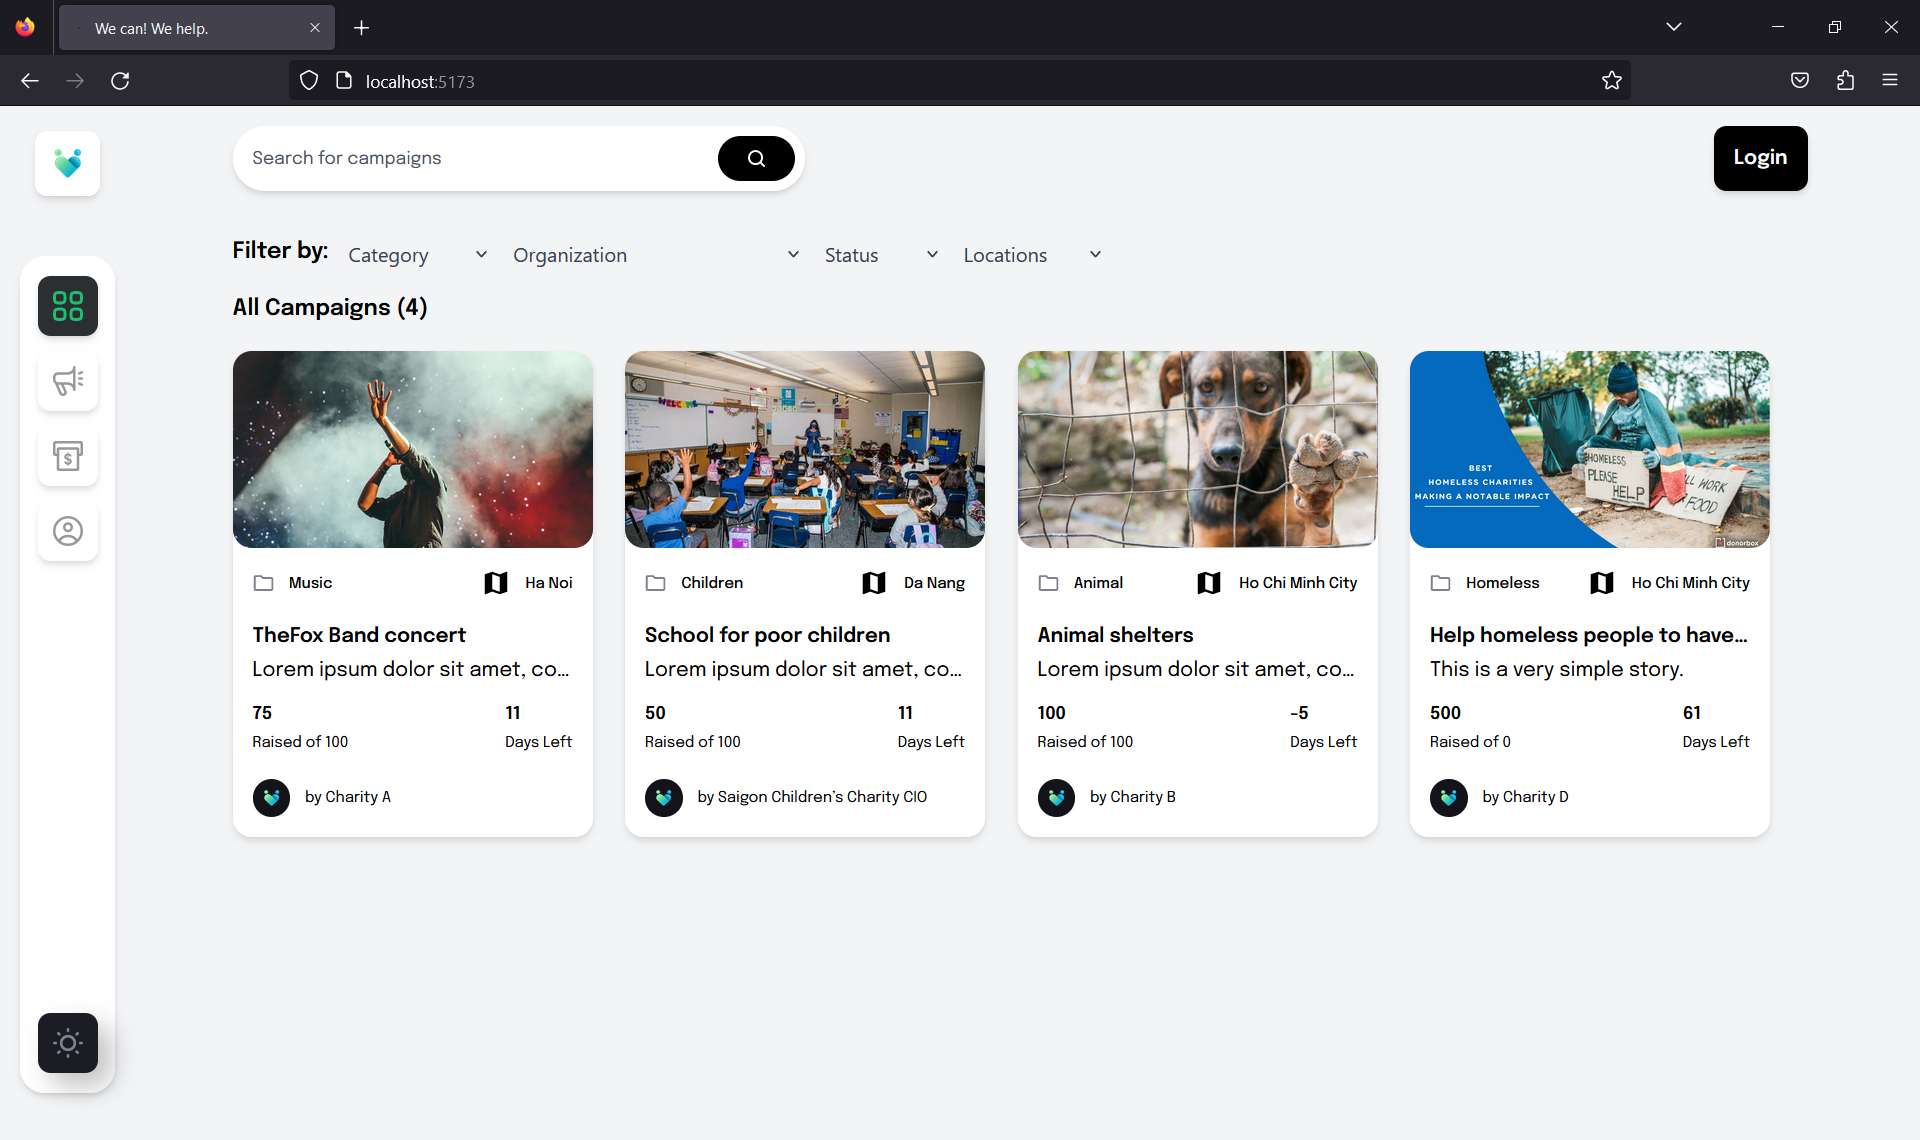 We can! We help.
localhost:5173
Search for campaigns
Login
Filter by:
Category
Organization
Status
Locations
All Campaigns (4)
WELCOME
BEST
HOMELESS CHARITIES
MAKING A NOTABLE IMPACT
HOMELESS
PLEASE
HELP
WORK
FOOD
donorbox
Music
Ha Noi
Children
Da Nang
Animal
Ho Chi Minh City
Homeless
Ho Chi Minh City
TheFox Band concert
School for poor children
Animal shelters
Help homeless people to have...
Lorem ipsum dolor sit amet, co...
Lorem ipsum dolor sit amet, co...
Lorem ipsum dolor sit amet, co...
This is a very simple story.
75
11
50
11
100
-5
500
61
Raised of 100
Days Left
Raised of 100
Days Left
Raised of 100
Days Left
Raised of 0
Days Left
by Charity A
by Saigon Children's Charity CIO
by Charity B
by Charity D